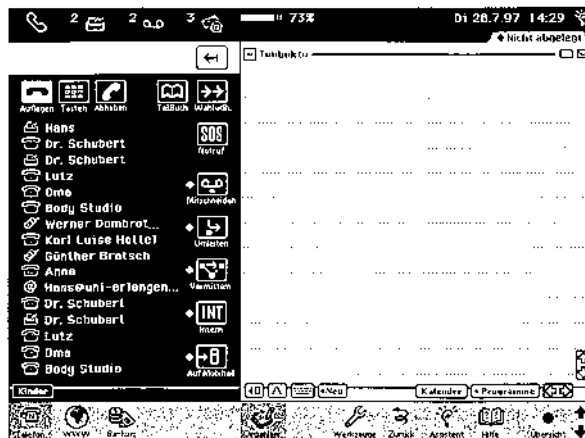 2 2 3 73% Di 28.7.97 14:29
Nicht abgelegt
Auflegen Tasten Abheben TelBuch Wahlwdh.
Hans
Dr. Schubert
Dr. Schubert
SOS
Notruf
Lutz
Oma
Body Studio
Mitschneiden
Werner Dombrot...
Karl Luise Hottel
Umleiten
Günther Brotsch
Anna
Vermitteln
Hans@uni-erlangen...
Dr. Schubert
INT
Dr. Schubert
Intern
Lutz
Oma
Body Studio
Auf Mobilteil
Kinder Neu Kalender Programme
Telefon WWW Banking Organizer Werkzeuge Zurück Assistent Hilfe Übersicht